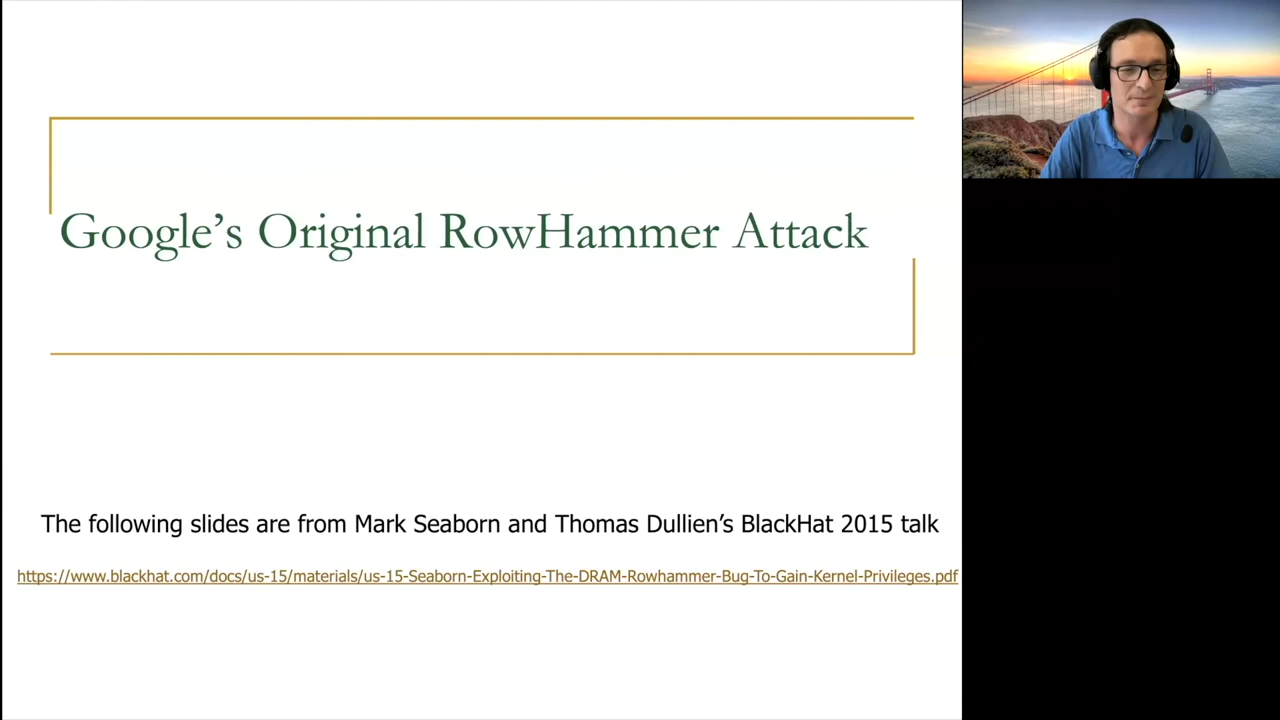 Google’s Original RowHammer Attack
The following slides are from Mark Seaborn and Thomas Dullien’s BlackHat 2015 talk
https://www.blackhat.com/docs/us-15/materials/us-15-Seaborn-Exploiting-The-DRAM-Rowhammer-Bug-To-Gain-Kernel-Privileges.pdf